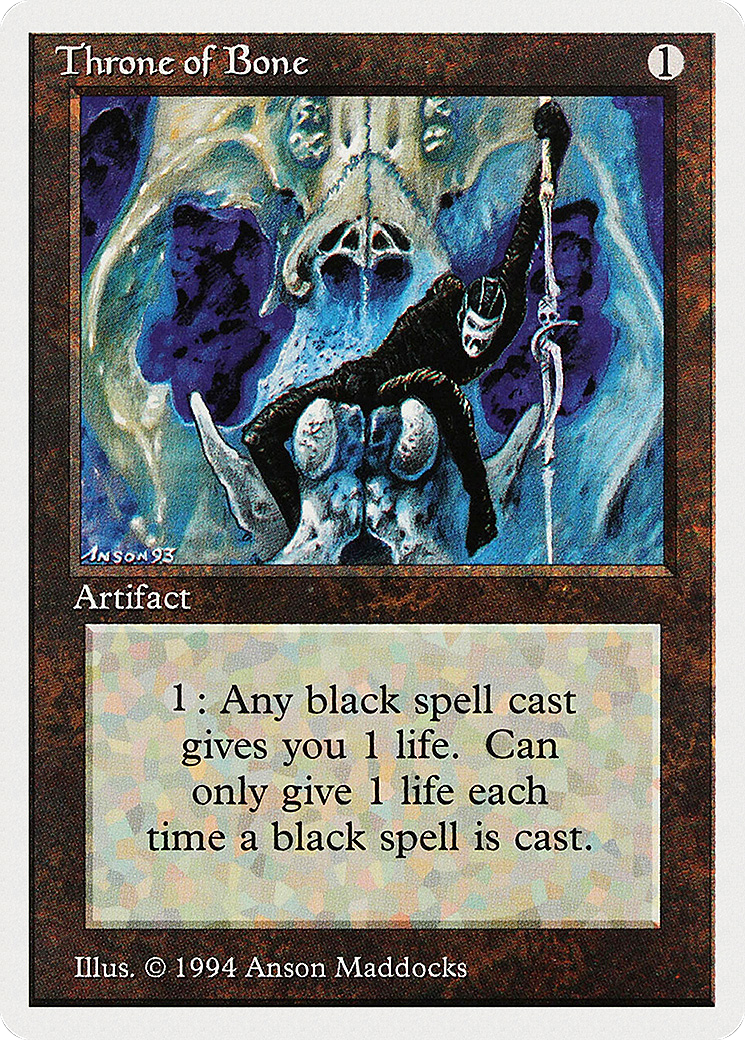 Throne of Bone 1
ANSON 93
Artifact
1: Any black spell cast
gives you 1 life. Can
only give 1 life each
time a black spell is cast.
Illus. © 1994 Anson Maddocks